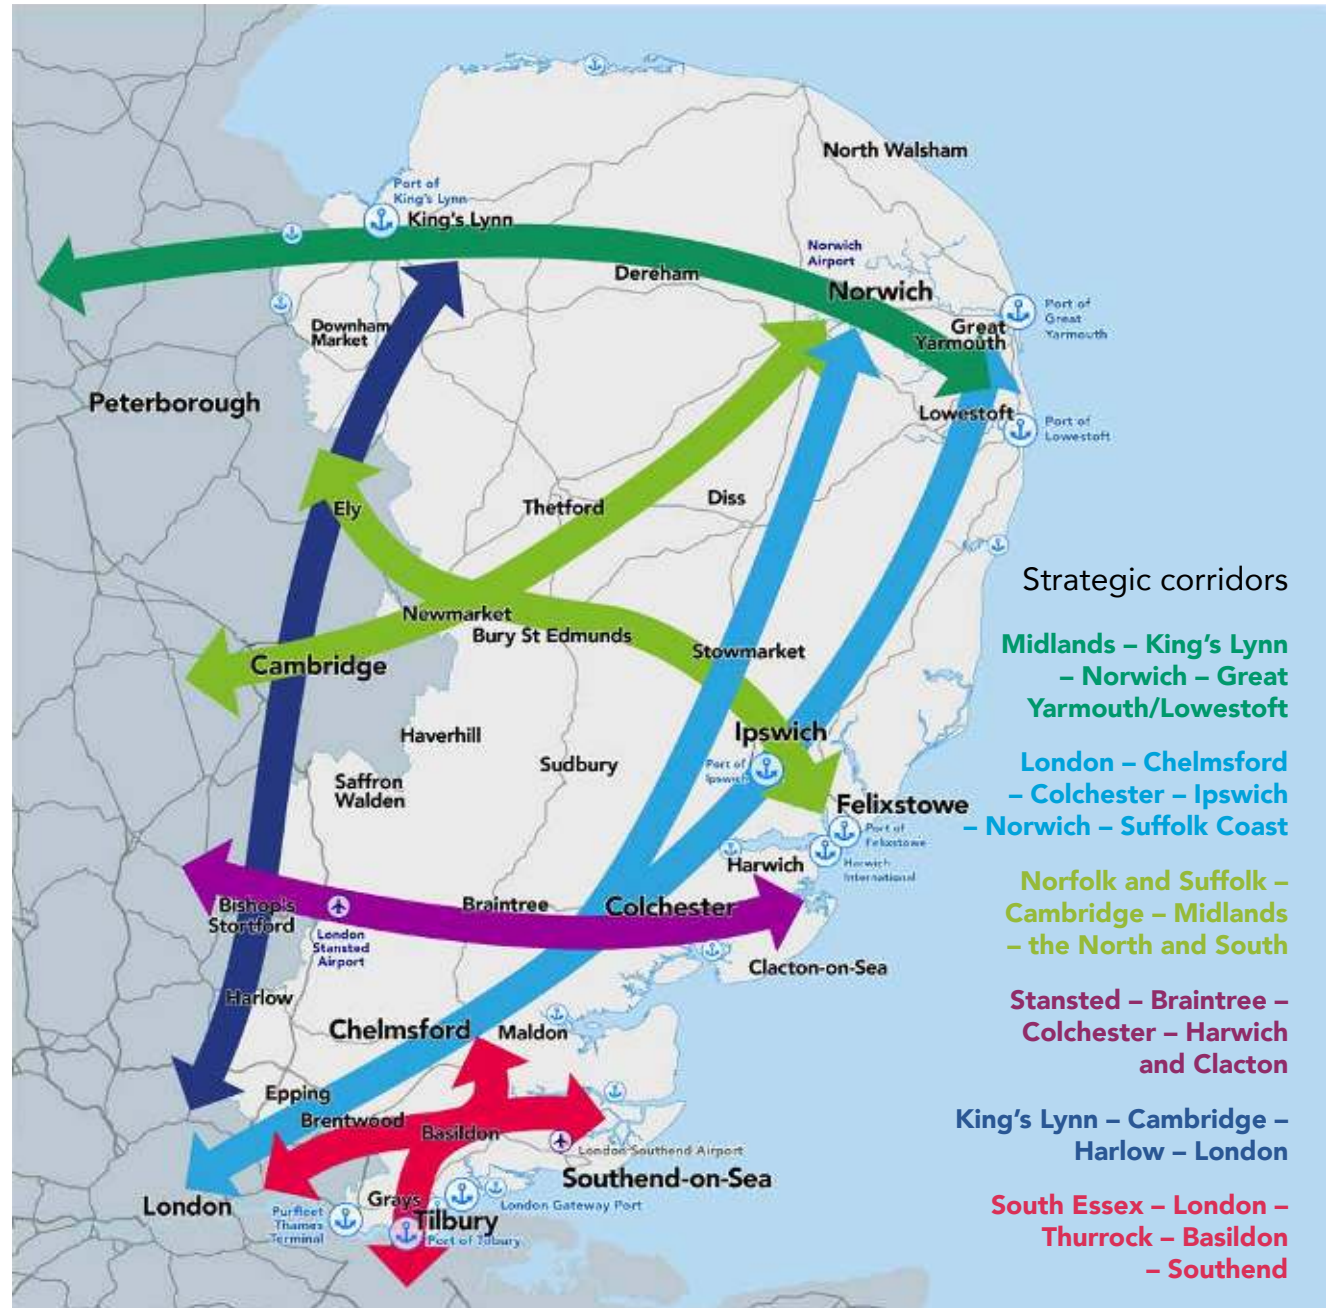 North Walsham
Port of
King's Lynn
King's Lynn
Norwich
Airport
Dereham
Norwich
Port of
Great
Yarmouth
Downham
Market
Great
Yarmouth
Peterborough
Lowestoft
Port of
Lowestoft
Ely
Thetford
Diss
Newmarket
Bury St Edmunds
Stowmarket
Cambridge
Haverhill
Ipswich
Sudbury
Port of
Ipswich
Saffron
Walden
Felixstowe
Port of
Felixstowe
Harwich
Harwich
International
Bishop's
Stortford
Braintree
Colchester
London
Stansted
Airport
Clacton-on-Sea
Harlow
Chelmsford
Maldon
Epping
Brentwood
Basildon
London Southend Airport
Southend-on-Sea
London
Grays
London Gateway Port
Purfleet
Thames
Terminal
Tilbury
Port of Tilbury
Strategic corridors
Midlands – King's Lynn
– Norwich – Great
Yarmouth/Lowestoft
London – Chelmsford
– Colchester – Ipswich
– Norwich – Suffolk Coast
Norfolk and Suffolk –
Cambridge – Midlands
– the North and South
Stansted – Braintree –
Colchester – Harwich
and Clacton
King's Lynn – Cambridge –
Harlow – London
South Essex – London –
Thurrock – Basildon
– Southend